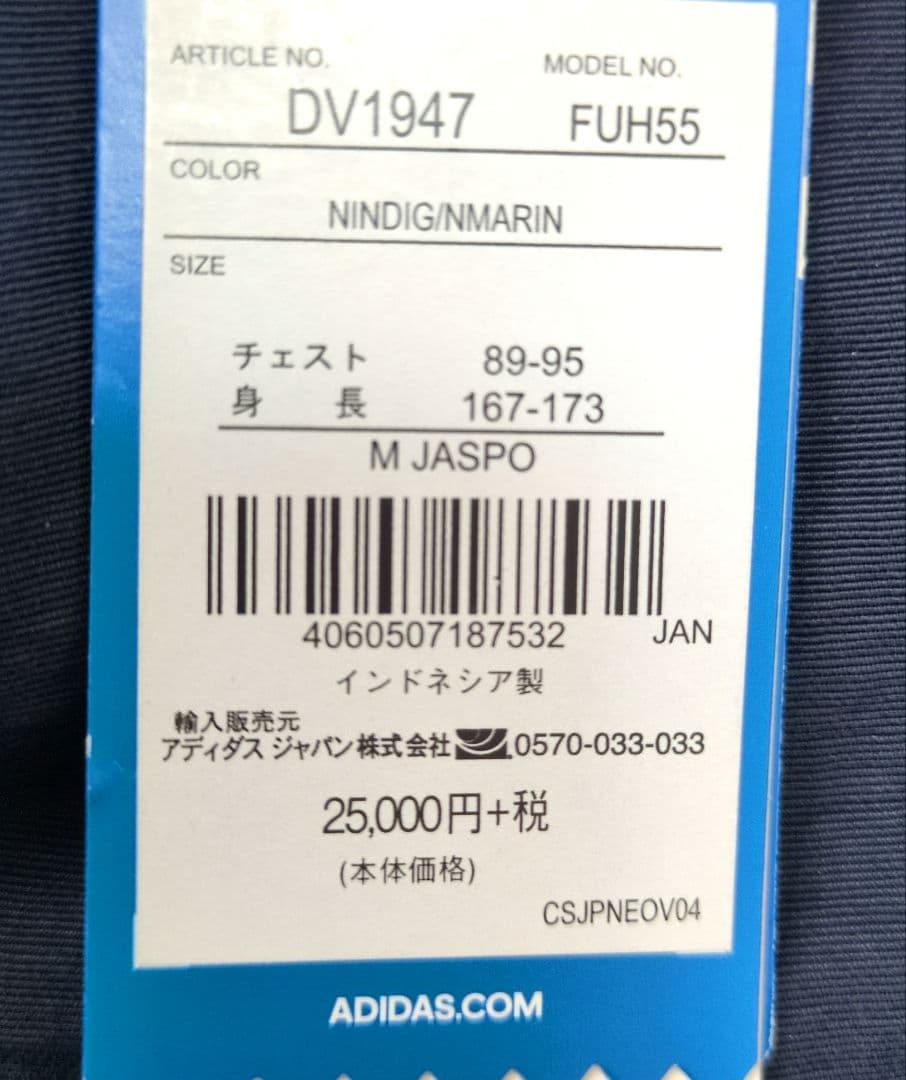 ARTICLE NO. MODEL NO.
DV1947 FUH55
COLOR
NINDIG/NMARIN
SIZE
チェスト 89-95
身 長 167-173
M JASPO
4060507187532 JAN
インドネシア製
輸入販売元
アディダス ジャパン株式会社 0570-033-033
25,000円+税
(本体価格)
CSJPNEOV04
ADIDAS.COM